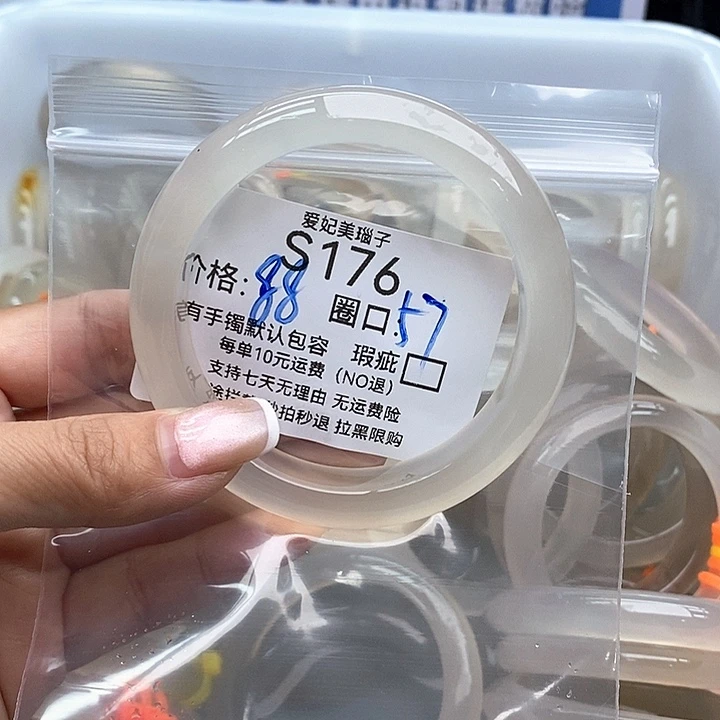 爱妃美瑙子
S176
价格: 88 圈口: 57
有手镯默认包容 瑕疵
每单10元运费 (NO退)
支持七天无理由 无运费险
秒拍秒退 拉黑限购